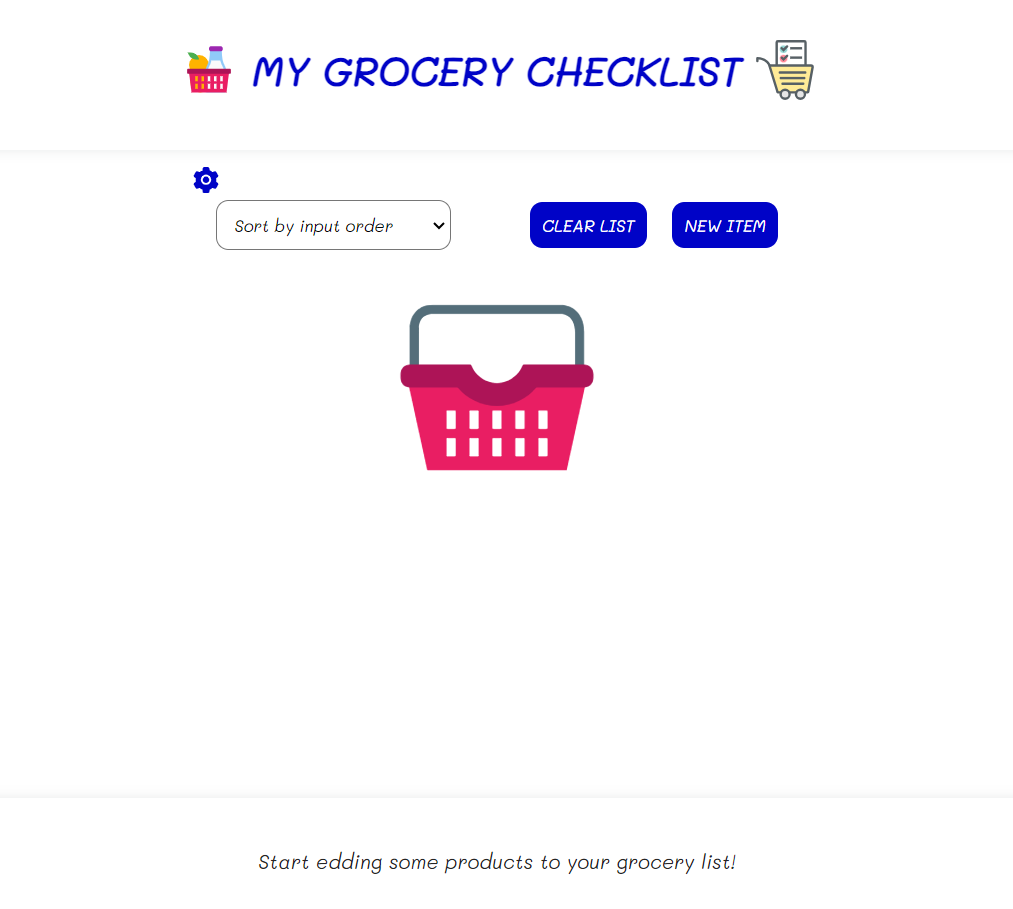 MY GROCERY CHECKLIST
Sort by input order
CLEAR LIST
NEW ITEM
Start edding some products to your grocery list!